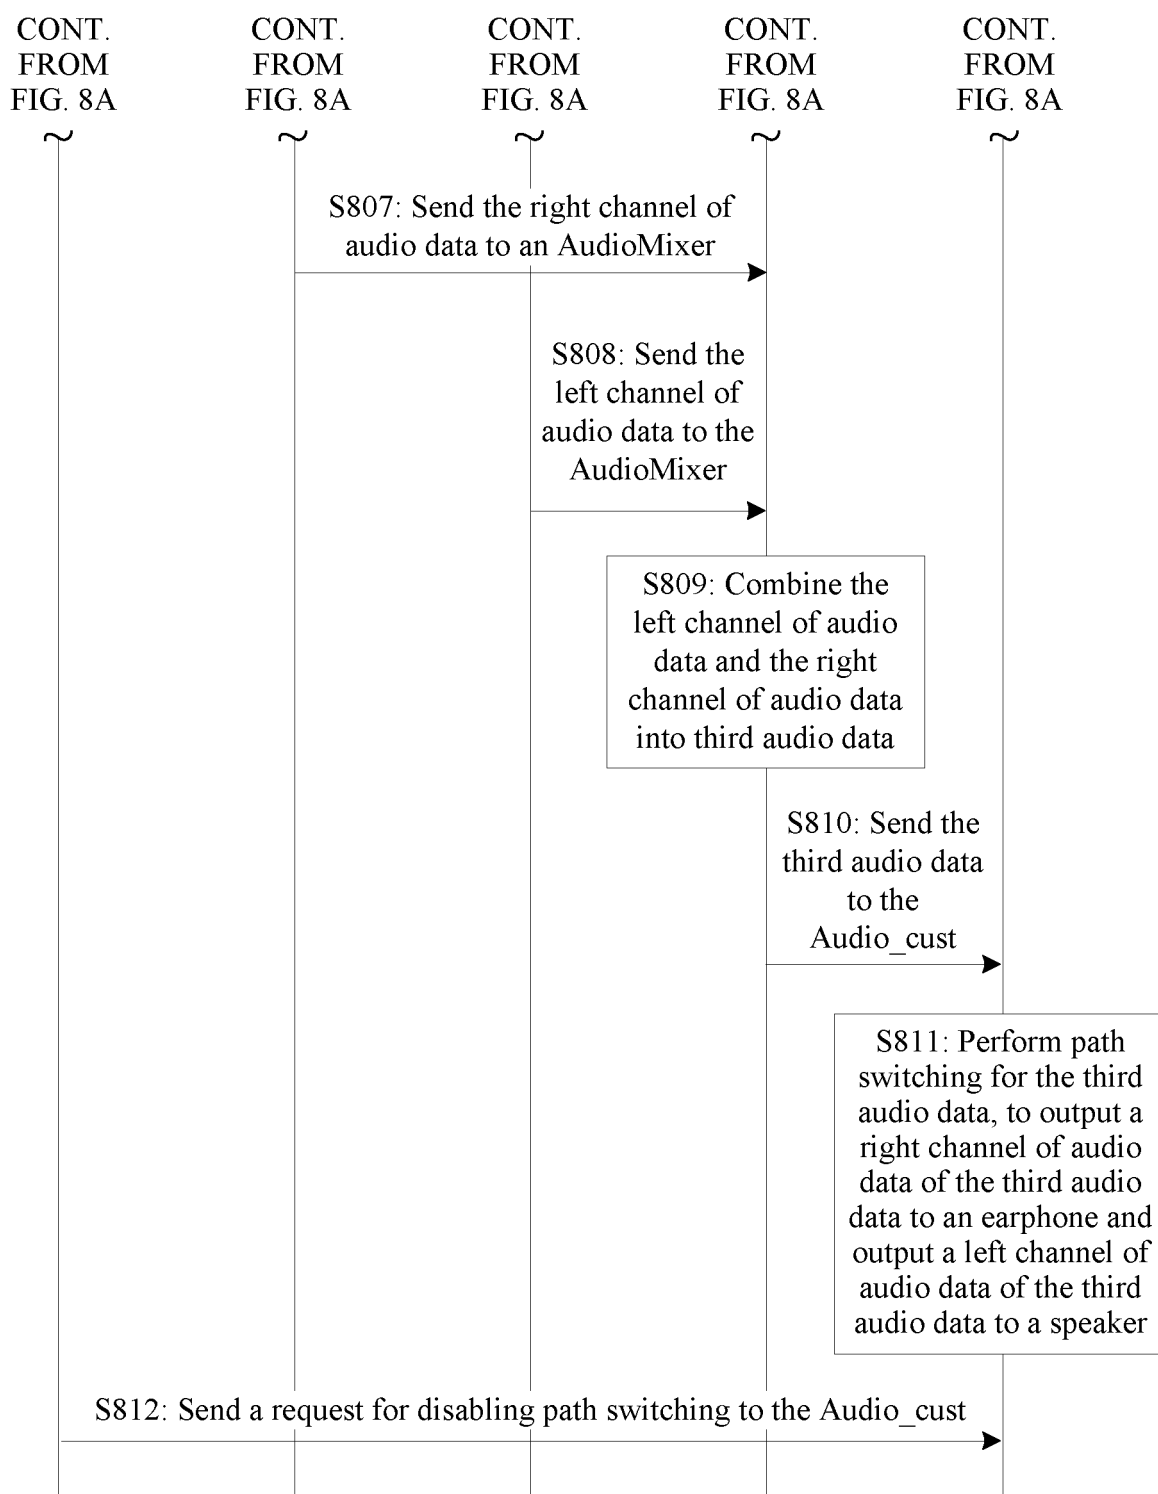 CONT.
FROM
FIG. 8A
CONT.
FROM
FIG. 8A
CONT.
FROM
FIG. 8A
CONT.
FROM
FIG. 8A
CONT.
FROM
FIG. 8A
S807: Send the right channel of
audio data to an AudioMixer
S808: Send the
left channel of
audio data to the
AudioMixer
S809: Combine the
left channel of audio
data and the right
channel of audio data
into third audio data
S810: Send the
third audio data
to the
Audio_cust
S811: Perform path
switching for the third
audio data, to output a
right channel of audio
data of the third audio
data to an earphone and
output a left channel of
audio data of the third
audio data to a speaker
S812: Send a request for disabling path switching to the Audio_cust